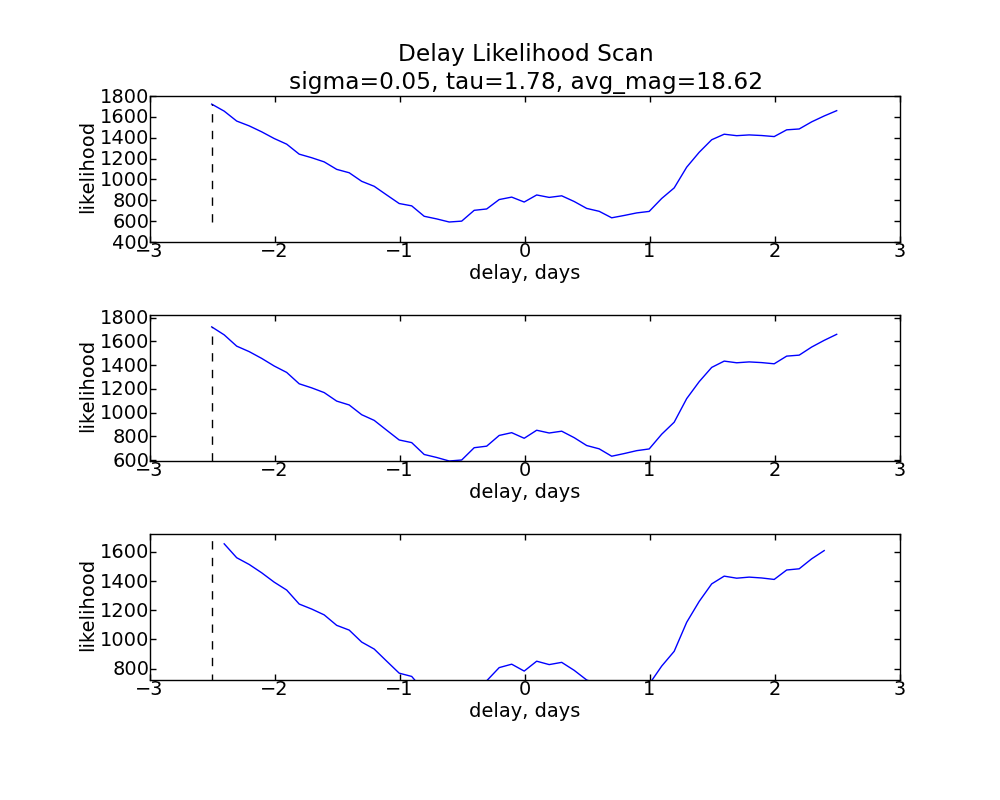 Delay Likelihood Scan
sigma=0.05, tau=1.78, avg_mag=18.62
1800
1600
1400
1200
1000
800
600
400
likelihood
−3 −2 −1 0 1 2 3
delay, days
1800
1600
1400
1200
1000
800
600
likelihood
−3 −2 −1 0 1 2 3
delay, days
1600
1400
1200
1000
800
likelihood
−3 −2 −1 0 1 2 3
delay, days